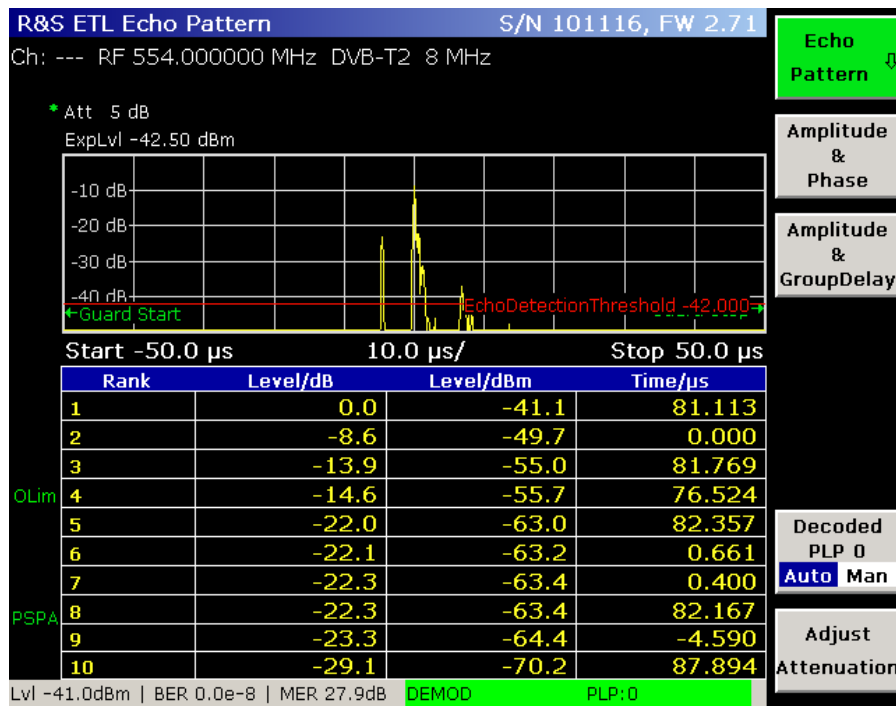 R&S ETL Echo Pattern S/N 101116, FW 2.71
Ch: --- RF 554.000000 MHz DVB-T2 8 MHz
* Att 5 dB
ExpLvl -42.50 dBm
-10 dB
-20 dB
-30 dB
-40 dB
EchoDetectionThreshold -42.000
Guard Start
Start -50.0 µs 10.0 µs/ Stop 50.0 µs
Rank Level/dB Level/dBm Time/µs
1 0.0 -41.1 81.113
2 -8.6 -49.7 0.000
3 -13.9 -55.0 81.769
4 -14.6 -55.7 76.524
5 -22.0 -63.0 82.357
6 -22.1 -63.2 0.661
7 -22.3 -63.4 0.400
8 -22.3 -63.4 82.167
9 -23.3 -64.4 -4.590
10 -29.1 -70.2 87.894
OLim
PSPA
Lvl -41.0dBm | BER 0.0e-8 | MER 27.9dB DEMOD PLP:0
Echo
Pattern
Amplitude
&
Phase
Amplitude
&
GroupDelay
Decoded
PLP 0
Auto Man
Adjust
Attenuation